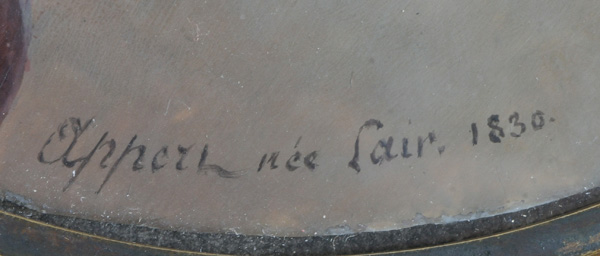 Appert née Lair. 1830.